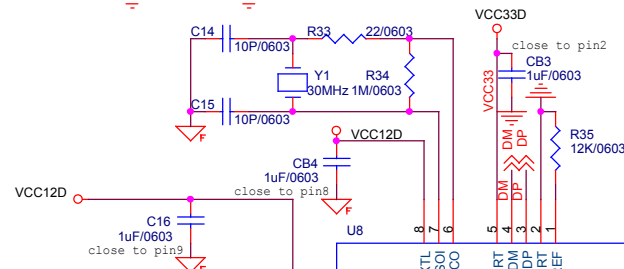 C14
10P/0603
R33
22/0603
VCC33D
close to pin2
CB3
1uF/0603
VCC33
Y1
30MHz
R34
1M/0603
C15
10P/0603
F
VCC12D
DM
DP
R35
12K/0603
CB4
1uF/0603
close to pin8
F
DM
DP
VCC12D
C16
1uF/0603
close to pin9
F
U8
8
7
6
5
4
3
2
1